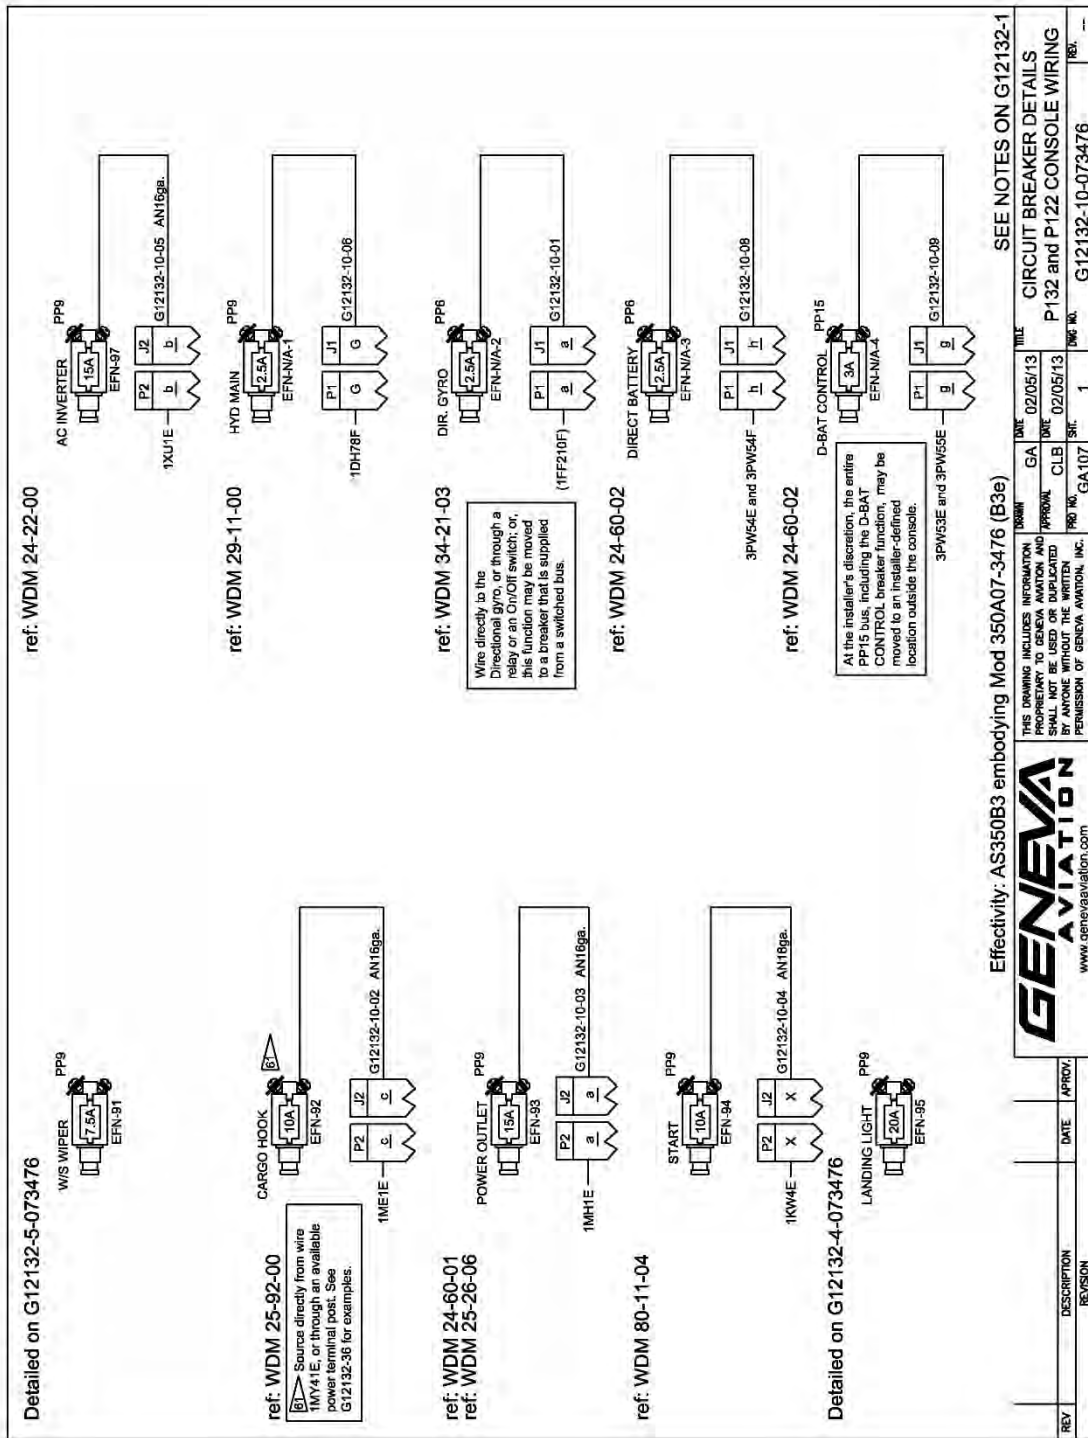 Detailed on G12132-5-073476
W/S WIPER
PP9
7.5A
EFN-91
ref: WDM 25-92-00
61
Source directly from wire
1MY41E, or through an available
power terminal post. See
G12132-36 for examples.
CARGO HOOK
PP9
61
10A
EFN-92
P2
J2
c
c
1ME1E
G12132-10-02 AN16ga.
ref: WDM 24-60-01
ref: WDM 25-26-06
POWER OUTLET
PP9
15A
EFN-93
P2
J2
a
a
1MH1E
G12132-10-03 AN16ga.
ref: WDM 80-11-04
START
PP9
10A
EFN-94
P2
J2
X
X
1KW4E
G12132-10-04 AN16ga.
Detailed on G12132-4-073476
LANDING LIGHT
PP9
20A
EFN-95
ref: WDM 24-22-00
AC INVERTER
PP9
15A
EFN-97
P2
J2
b
b
1XU1E
G12132-10-05 AN16ga.
ref: WDM 29-11-00
HYD MAIN
PP9
2.5A
EFN-N/A-1
P1
J1
G
G
1DH78F
G12132-10-06
ref: WDM 34-21-03
Wire directly to the
Directional gyro, or through a
relay or an On/Off switch; or,
this function may be moved
to a breaker that is supplied
from a switched bus.
DIR. GYRO
PP6
2.5A
EFN-N/A-2
P1
J1
a
a
(1FF210F)
G12132-10-01
ref: WDM 24-60-02
DIRECT BATTERY
PP6
2.5A
EFN-N/A-3
P1
J1
h
h
3PW54E and 3PW54F
G12132-10-08
ref: WDM 24-60-02
At the installer's discretion, the entire
PP15 bus, including the D-BAT
CONTROL breaker function, may be
moved to an installer-defined
location outside the console.
D-BAT CONTROL
PP15
3A
EFN-N/A-4
P1
J1
g
g
3PW53E and 3PW55E
G12132-10-09
Effectivity: AS350B3 embodying Mod 350A07-3476 (B3e)
SEE NOTES ON G12132-1
REV
DESCRIPTION
DATE
APROV.
REVISION
GENEVA
AVIATION
www.genevaaviation.com
THIS DRAWING INCLUDES INFORMATION
PROPRIETARY TO GENEVA AVIATION AND
SHALL NOT BE USED OR DUPLICATED
BY ANYONE WITHOUT THE WRITTEN
PERMISSION OF GENEVA AVIATION, INC.
DRAWN
GA
DATE
02/05/13
APPROVAL
CLB
DATE
02/05/13
PRO NO.
GA107
SHT.
1
TITLE
CIRCUIT BREAKER DETAILS
P132 and P122 CONSOLE WIRING
DWG NO.
G12132-10-073476
REV.
--